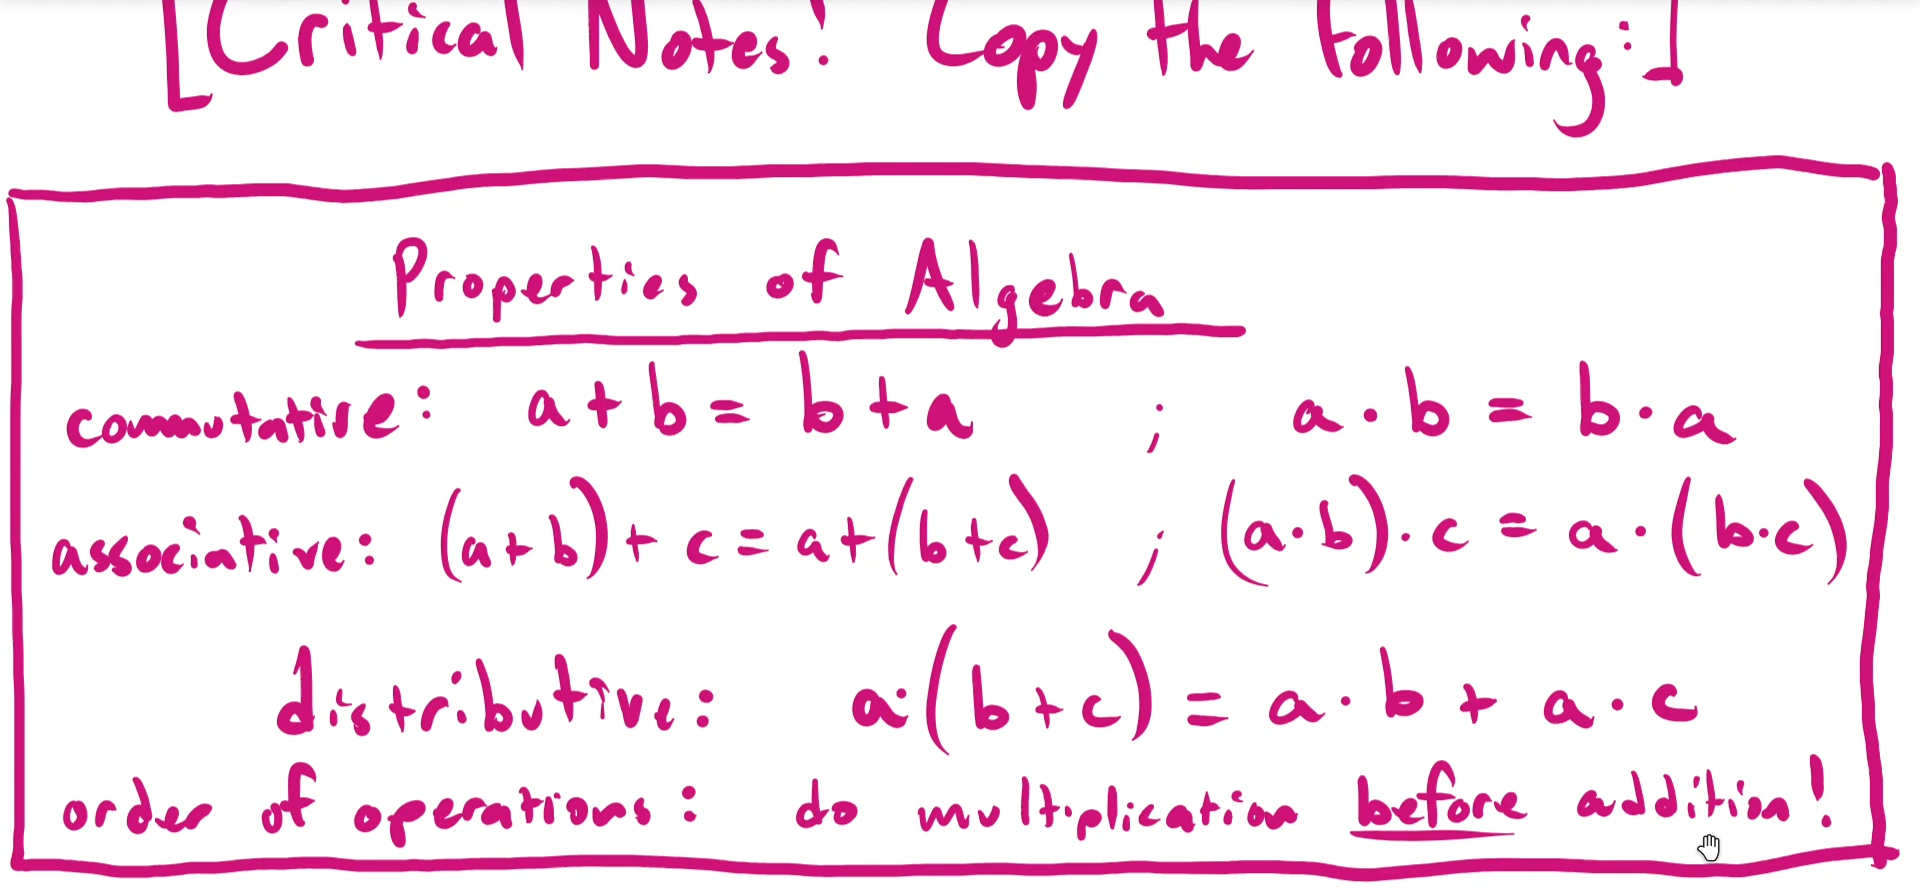 [Critical Notes! Copy the Following:]
Properties of Algebra
commutative: a + b = b + a ; a · b = b · a
associative: (a + b) + c = a + (b + c) ; (a · b) · c = a · (b · c)
distributive: a · (b + c) = a · b + a · c
order of operations: do multiplication before addition!